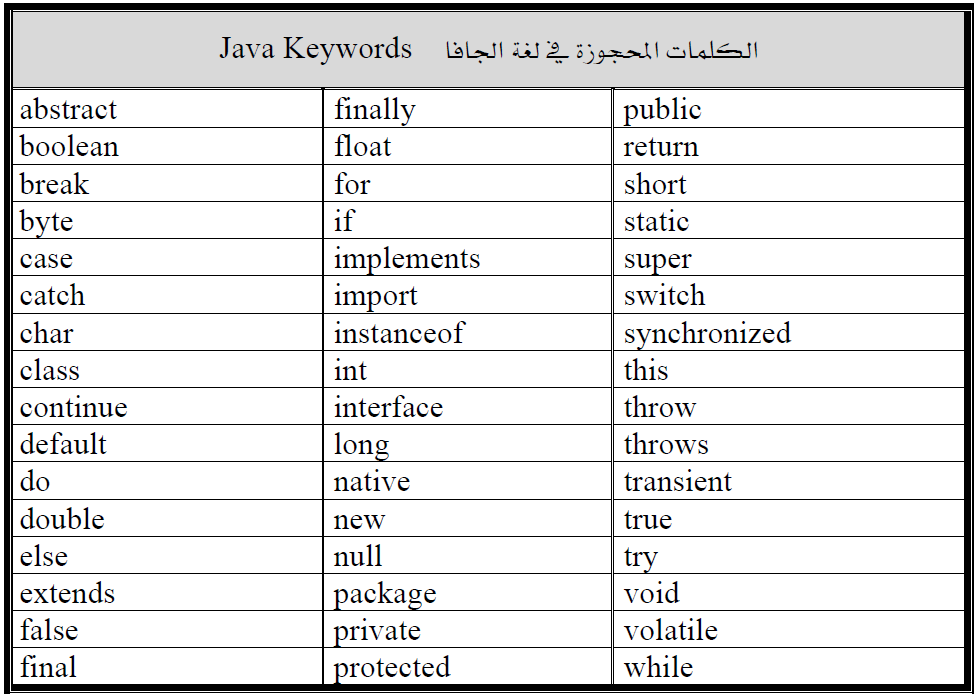 Java Keywords الكلمات المحجوزة في لغة الجافا
abstract finally public
boolean float return
break for short
byte if static
case implements super
catch import switch
char instanceof synchronized
class int this
continue interface throw
default long throws
do native transient
double new true
else null try
extends package void
false private volatile
final protected while